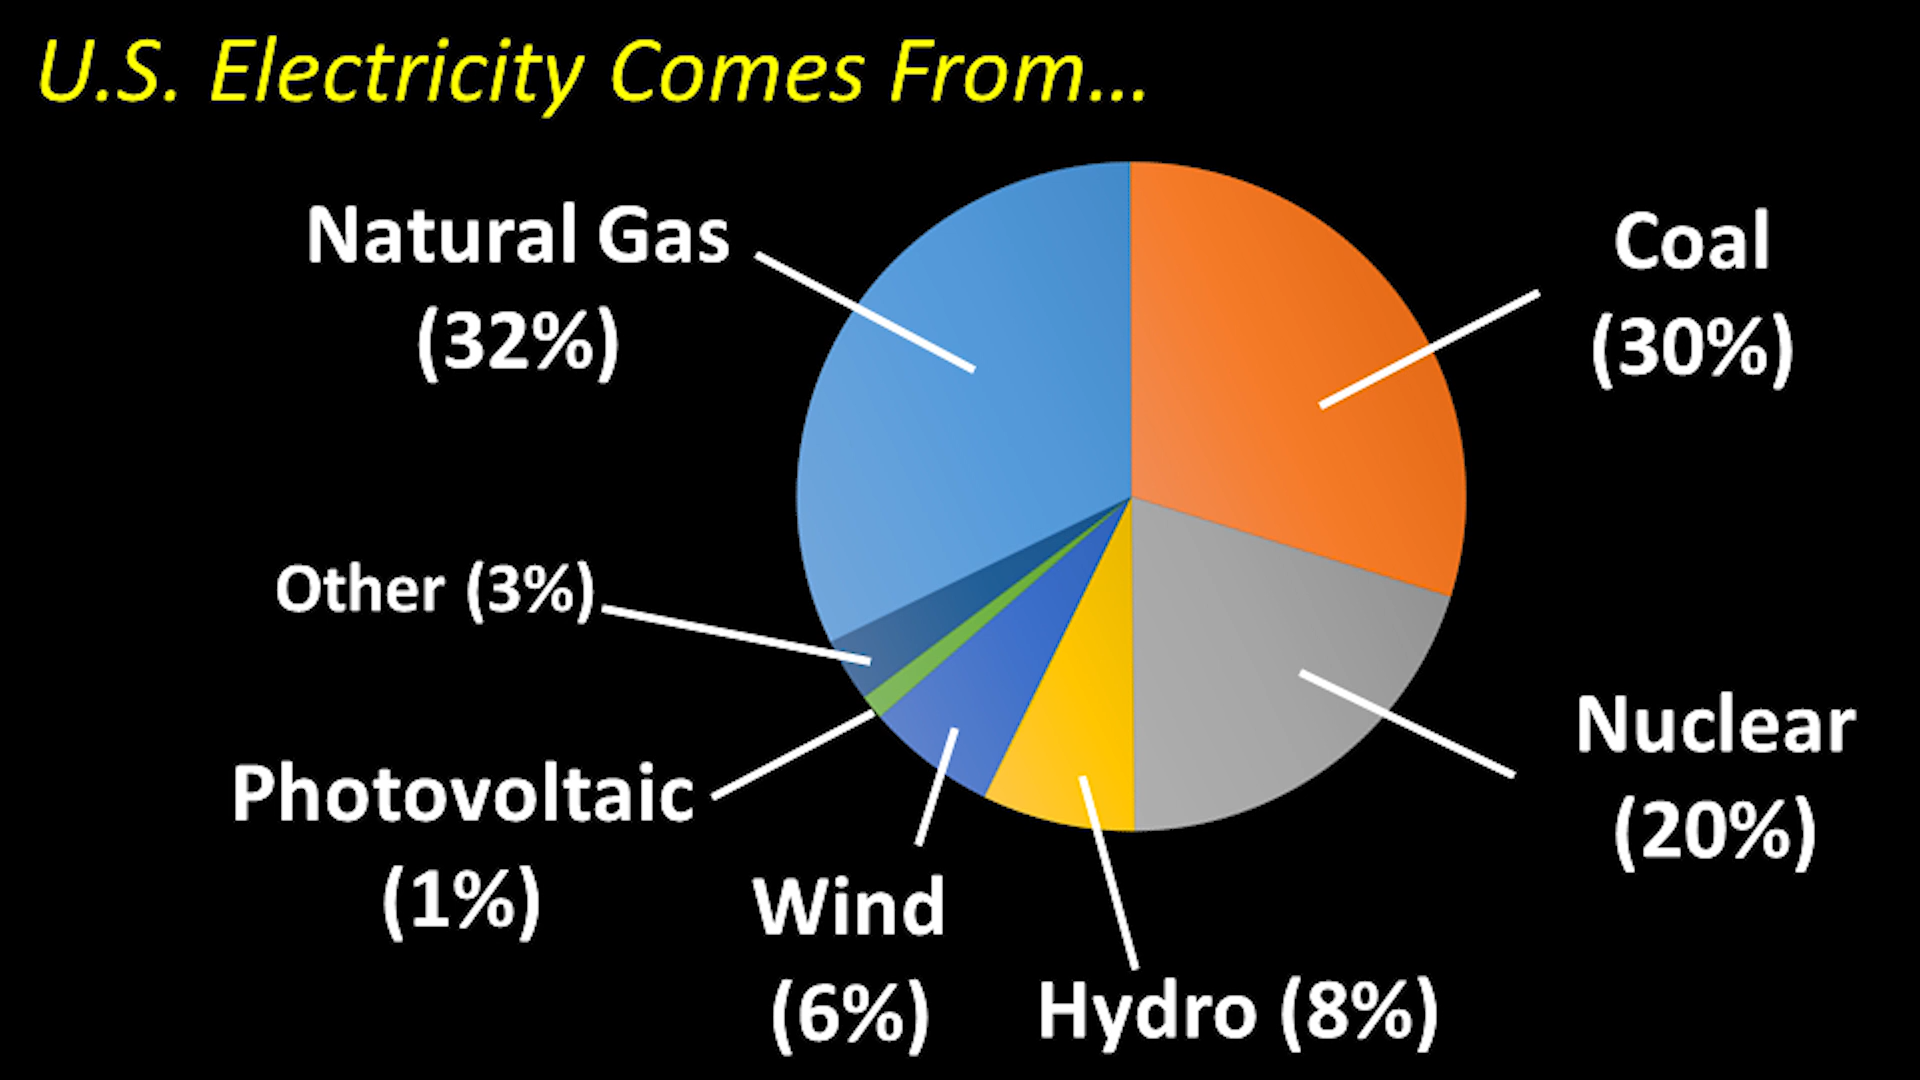 U.S. Electricity Comes From...
Natural Gas
(32%)
Coal
(30%)
Other (3%)
Nuclear
(20%)
Photovoltaic
(1%)
Wind
(6%)
Hydro (8%)